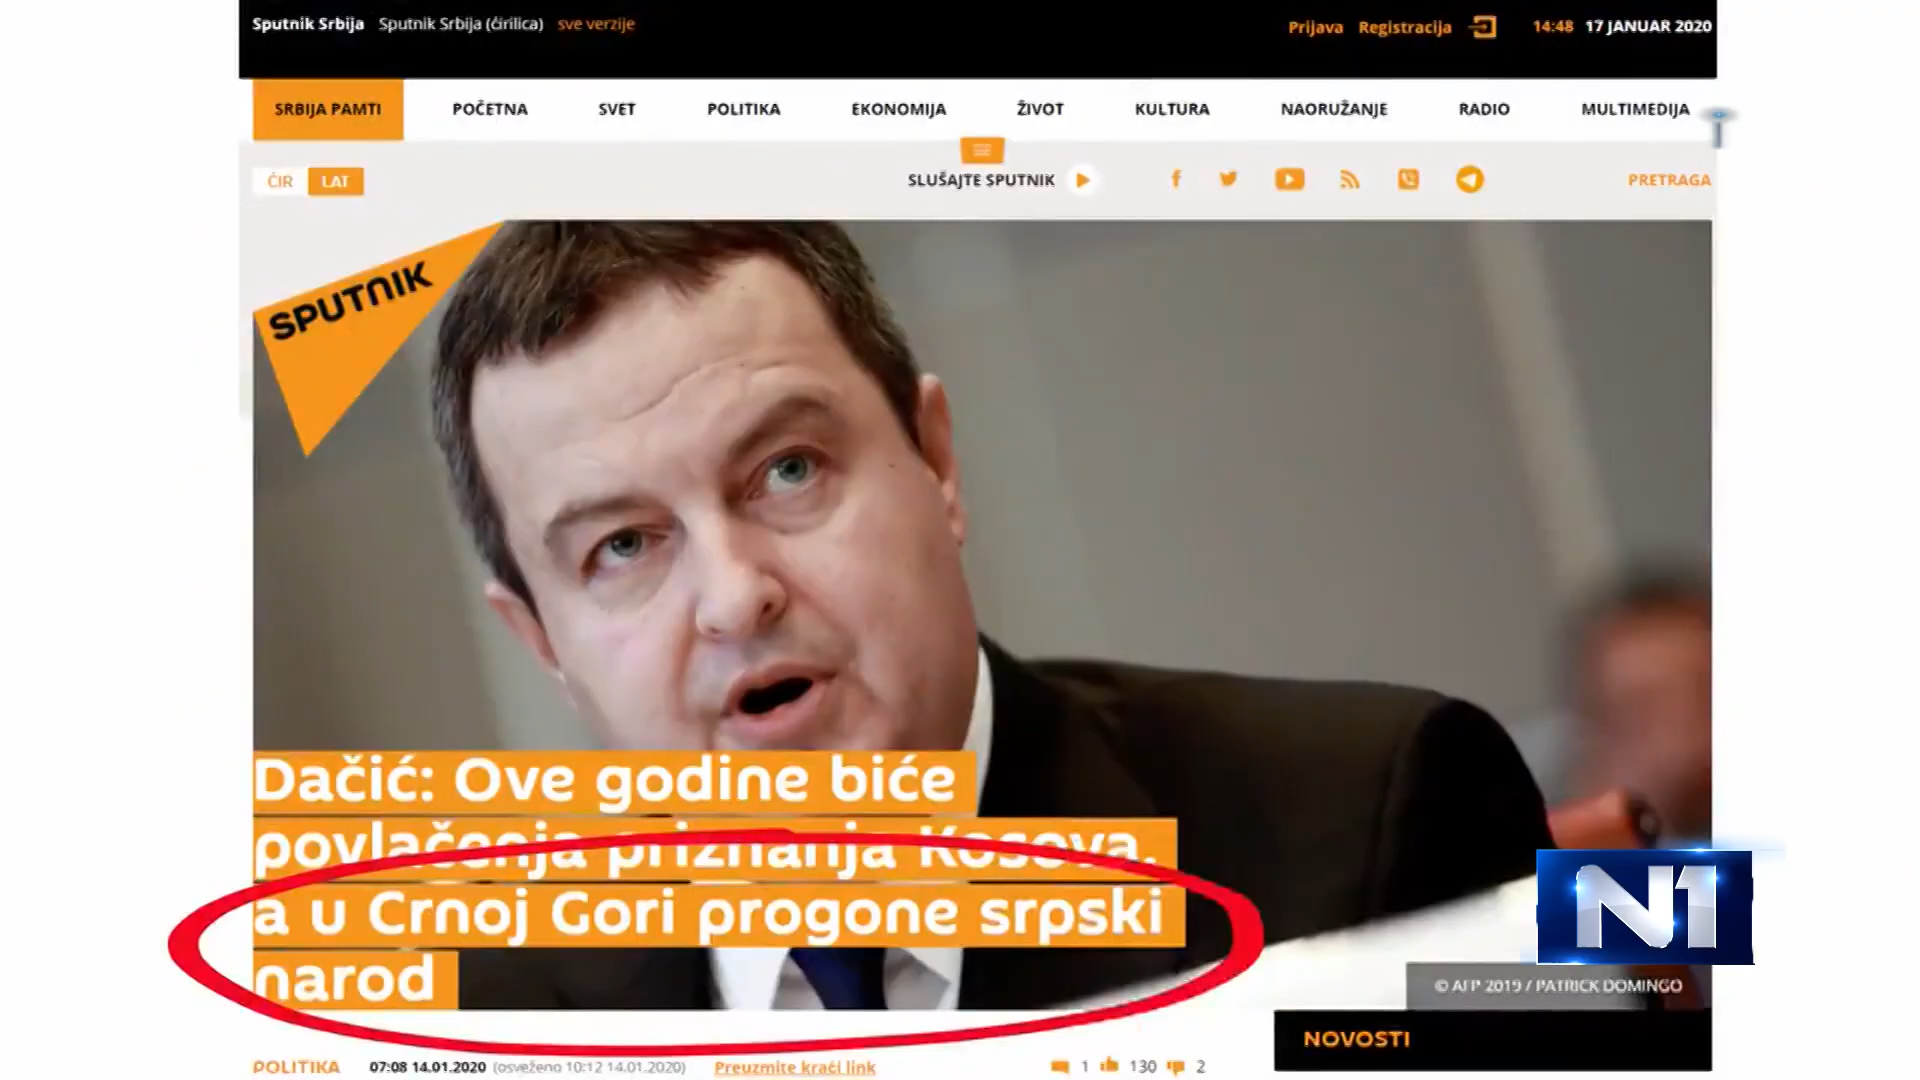 Sputnik Srbija Sputnik Srbija (ćirilica) sve verzije
Prijava Registracija 14:48 17 JANUAR 2020
SRBIJA PAMTI POČETNA SVET POLITIKA EKONOMIJA ŽIVOT KULTURA NAORUŽANJE RADIO MULTIMEDIJA
ĆIR LAT SLUŠAJTE SPUTNIK PRETRAGA
SPUTNIK
Dačić: Ove godine biće
povlačenja priznanja Kosova,
a u Crnoj Gori progone srpski
narod
N1
© AFP 2019 / PATRICK DOMINGO
NOVOSTI
POLITIKA 07:08 14.01.2020 (osveženo 10:12 14.01.2020) Preuzmite kraći link 1 130 2